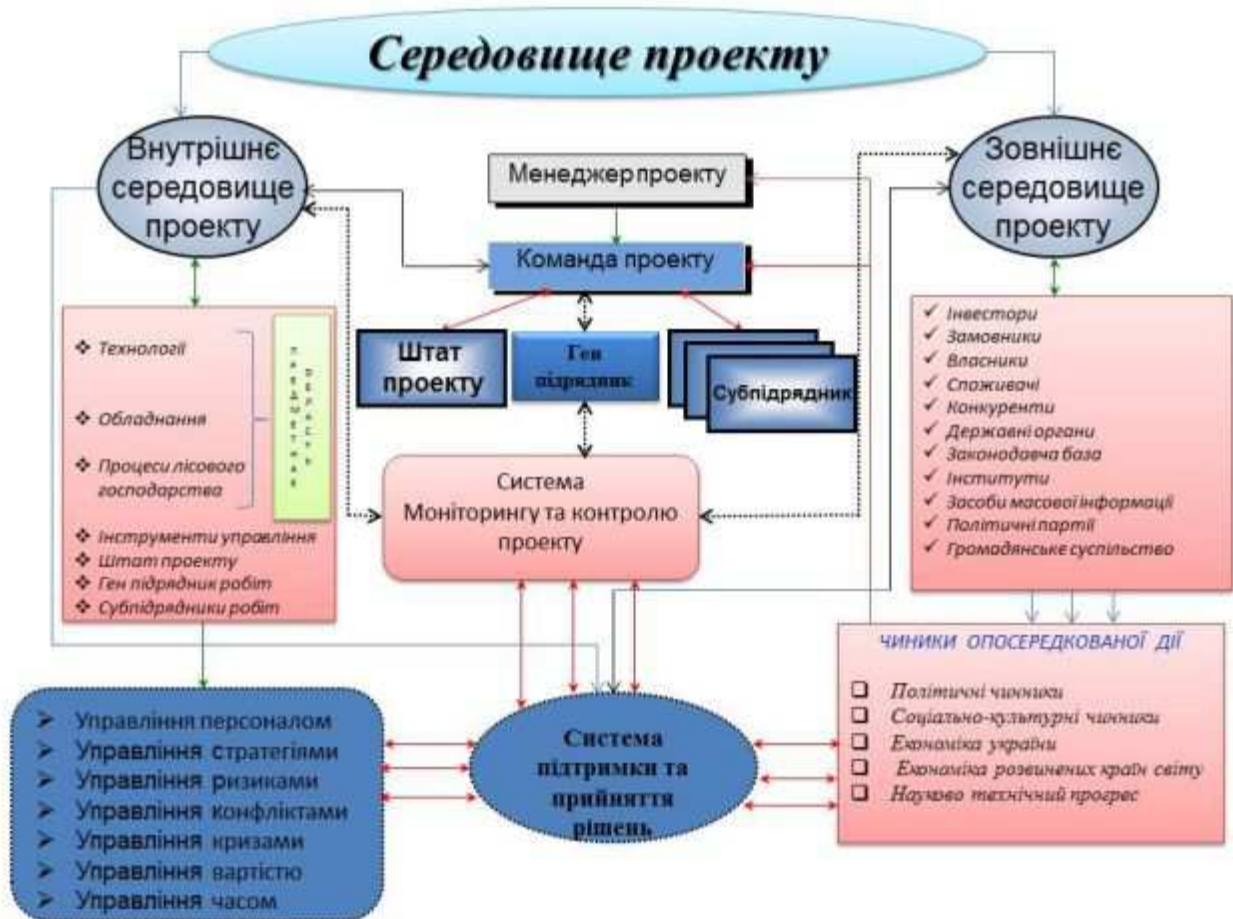 Середовище проекту
Внутрішнє
середовище
проекту
Менеджер проекту
Команда проекту
Штат
проекту
Ген
підрядник
Субпідрядник
Зовнішнє
середовище
проекту
❖ Технології
❖ Обладнання
❖ Процеси лісового
господарства
❖ Інструменти управління
❖ Штат проекту
❖ Ген підрядник робіт
❖ Субпідрядники робіт
Система
Моніторингу та контролю
проекту
✓ Інвестори
✓ Замовники
✓ Власники
✓ Споживачі
✓ Конкуренти
✓ Державні органи
✓ Законодавча база
✓ Інститути
✓ Засоби масової інформації
✓ Політичні партії
✓ Громадянське суспільство
➢ Управління персоналом
➢ Управління стратегіями
➢ Управління ризиками
➢ Управління конфліктами
➢ Управління кризами
➢ Управління вартістю
➢ Управління часом
Система
підтримки та
прийняття
рішень
ЧИНИКИ ОПОСЕРЕДКОВАНОЇ ДІЇ
❑ Політичні чинники
❑ Соціально-культурні чинники
❑ Економіка україни
❑ Економіка розвинених країн світу
❑ Науково технічний прогрес